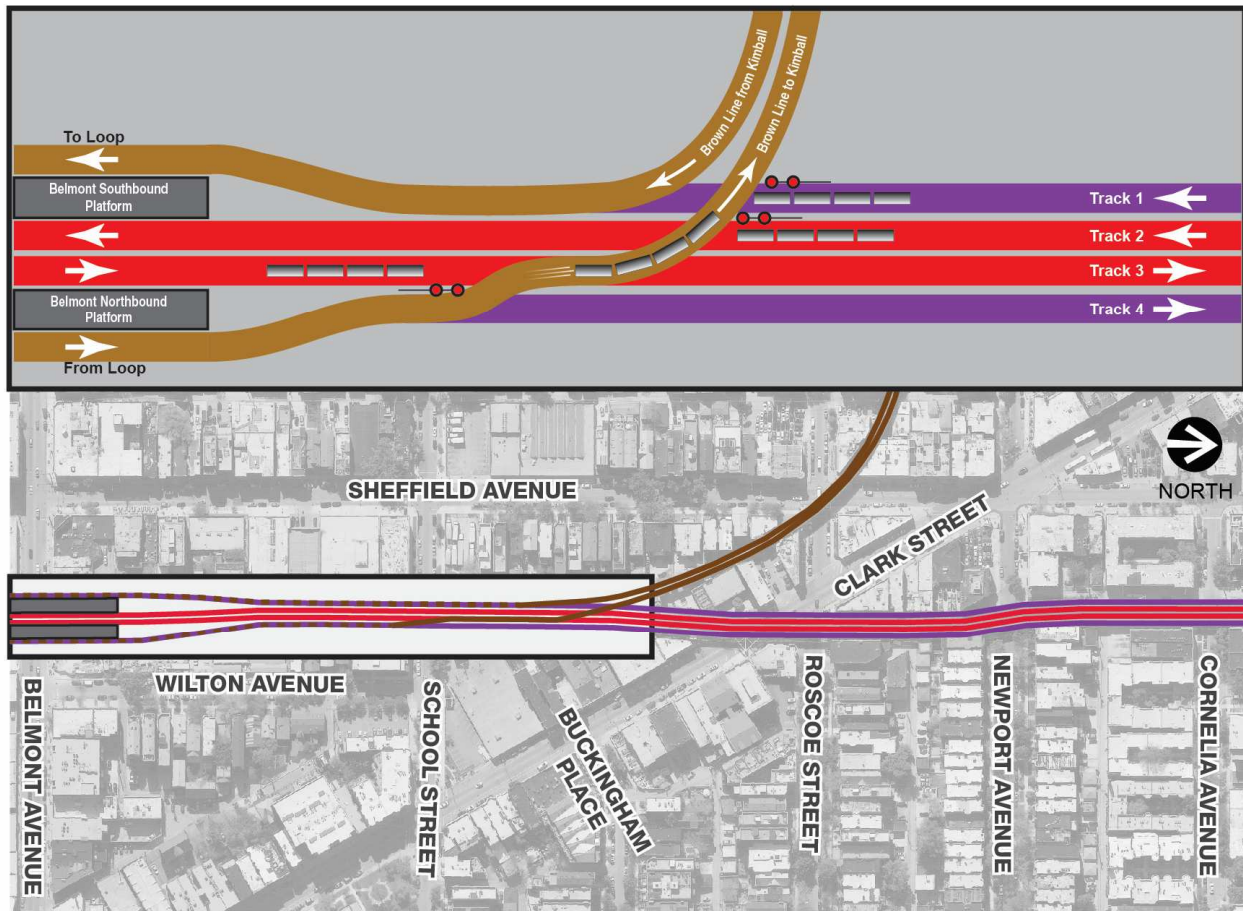 Brown Line from Kimball
Brown Line to Kimball
To Loop
Belmont Southbound
Platform
Track 1
Track 2
Track 3
Belmont Northbound
Platform
Track 4
From Loop
NORTH
SHEFFIELD AVENUE
CLARK STREET
WILTON AVENUE
BELMONT AVENUE
SCHOOL STREET
BUCKINGHAM
PLACE
ROSCOE STREET
NEWPORT AVENUE
CORNELIA AVENUE